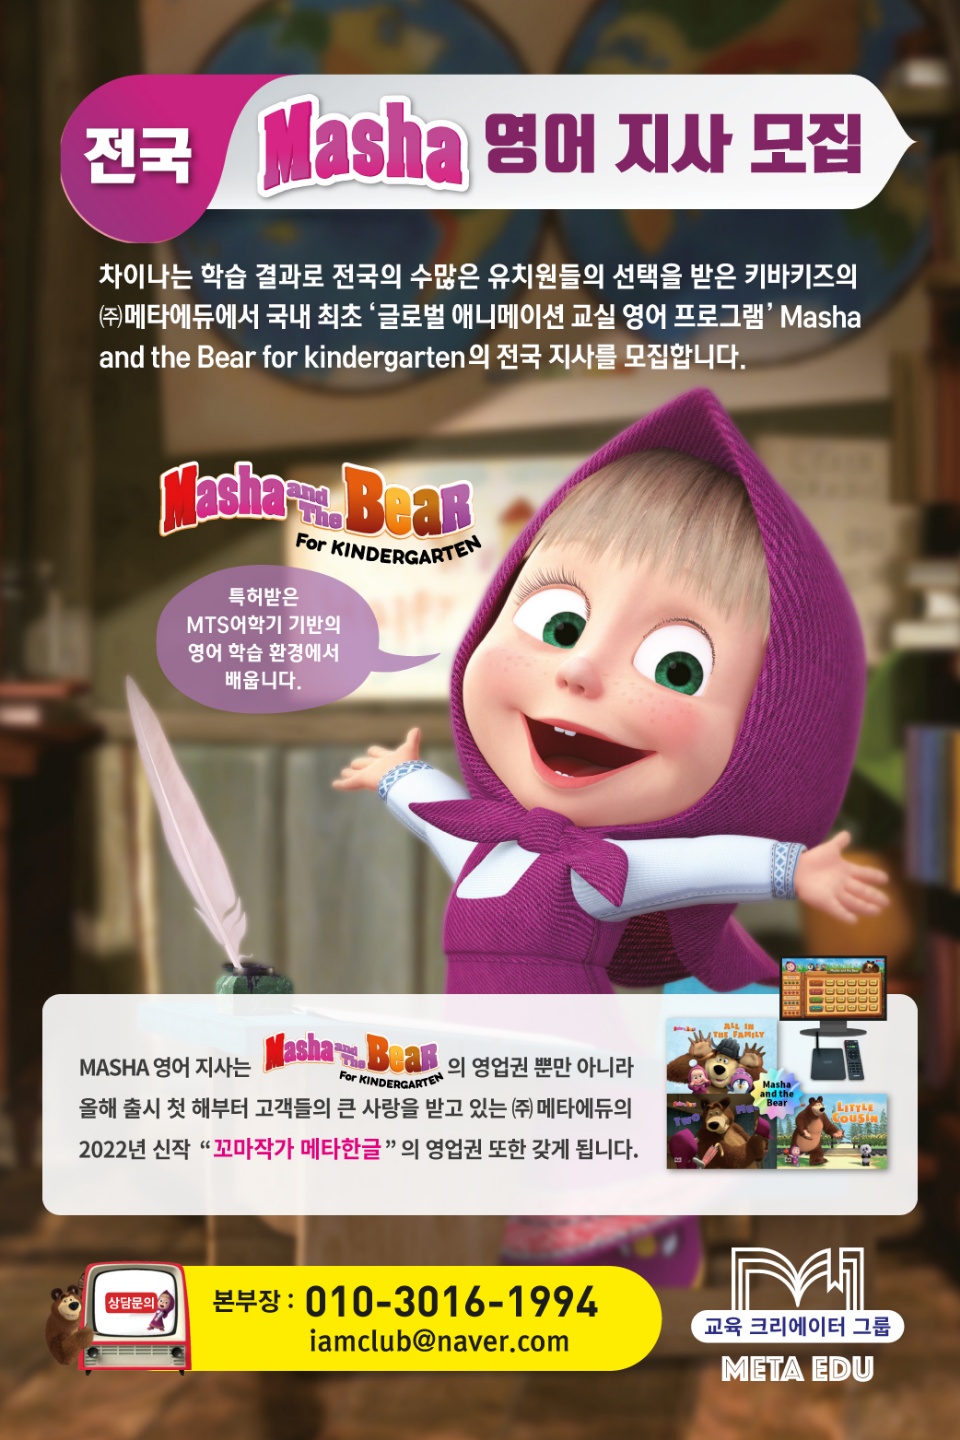 전국 Masha 영어 지사 모집
차이나는 학습 결과로 전국의 수많은 유치원들의 선택을 받은 키바키즈의
㈜메타에듀에서 국내 최초 ‘글로벌 애니메이션 교실 영어 프로그램’ Masha
and the Bear for kindergarten의 전국 지사를 모집합니다.
Masha and The Bear
For KINDERGARTEN
특허받은
MTS어학기 기반의
영어 학습 환경에서
배웁니다.
MASHA 영어 지사는 Masha and The Bear For KINDERGARTEN 의 영업권 뿐만 아니라
올해 출시 첫 해부터 고객들의 큰 사랑을 받고 있는 ㈜메타에듀의
2022년 신작 “꼬마작가 메타한글” 의 영업권 또한 갖게 됩니다.
ALL IN
THE FAMILY
Masha
and the
Bear
TWO
ME
LITTLE
COUSIN
상담문의
본부장 : 010-3016-1994
iamclub@naver.com
교육 크리에이터 그룹
META EDU